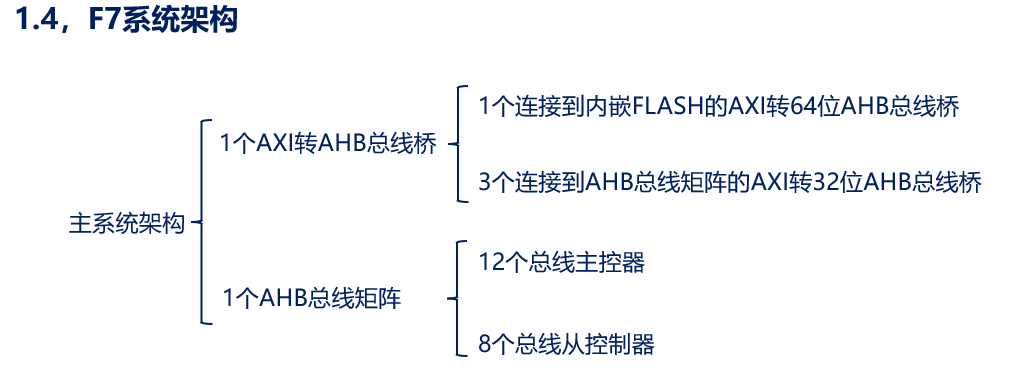 1.4，F7系统架构
1个连接到内嵌FLASH的AXI转64位AHB总线桥
1个AXI转AHB总线桥
3个连接到AHB总线矩阵的AXI转32位AHB总线桥
主系统架构
12个总线主控器
1个AHB总线矩阵
8个总线从控制器